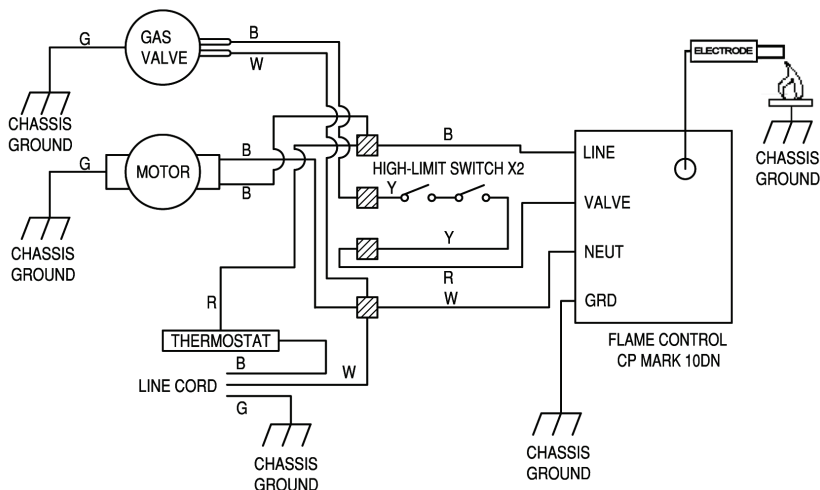 G
GAS
VALVE
B
W
CHASSIS
GROUND
ELECTRODE
G
MOTOR
B
B
CHASSIS
GROUND
B
HIGH-LIMIT SWITCH X2
Y
Y
R
W
LINE
VALVE
NEUT
GRD
CHASSIS
GROUND
FLAME CONTROL
CP MARK 10DN
R
THERMOSTAT
B
LINE CORD
W
G
CHASSIS
GROUND
CHASSIS
GROUND